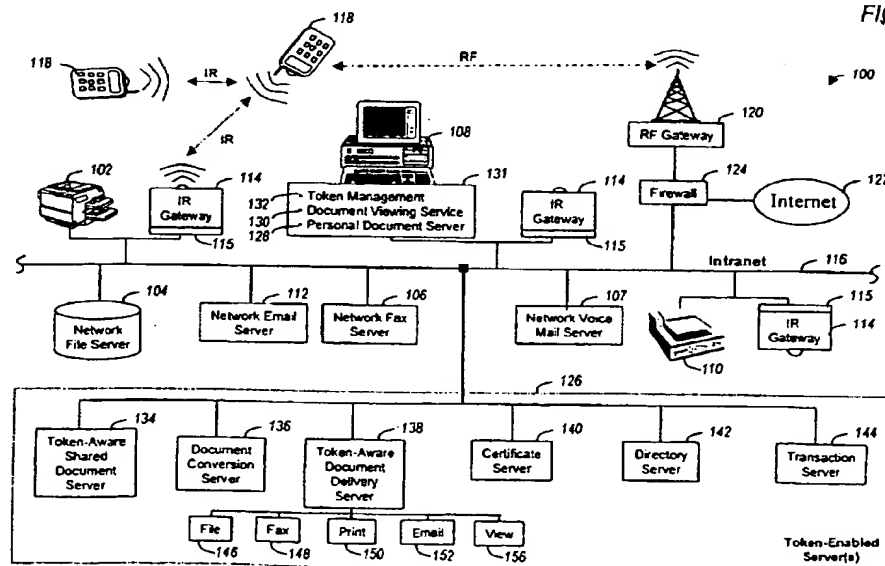 FIG
118
118
IR
RF
100
IR
120
RF Gateway
102
114
IR
Gateway
115
108
131
132 Token Management
130 Document Viewing Service
128 Personal Document Server
114
IR
Gateway
115
124
Firewall
Internet
Intranet
116
104
Network
File Server
112
Network Email
Server
106
Network Fax
Server
107
Network Voice
Mail Server
110
115
IR
Gateway
114
126
134
Token-Aware
Shared
Document
Server
136
Document
Conversion
Server
138
Token-Aware
Document
Delivery
Server
140
Certificate
Server
142
Directory
Server
144
Transaction
Server
File
146
Fax
148
Print
150
Email
152
View
156
Token-Enabled
Server(s)